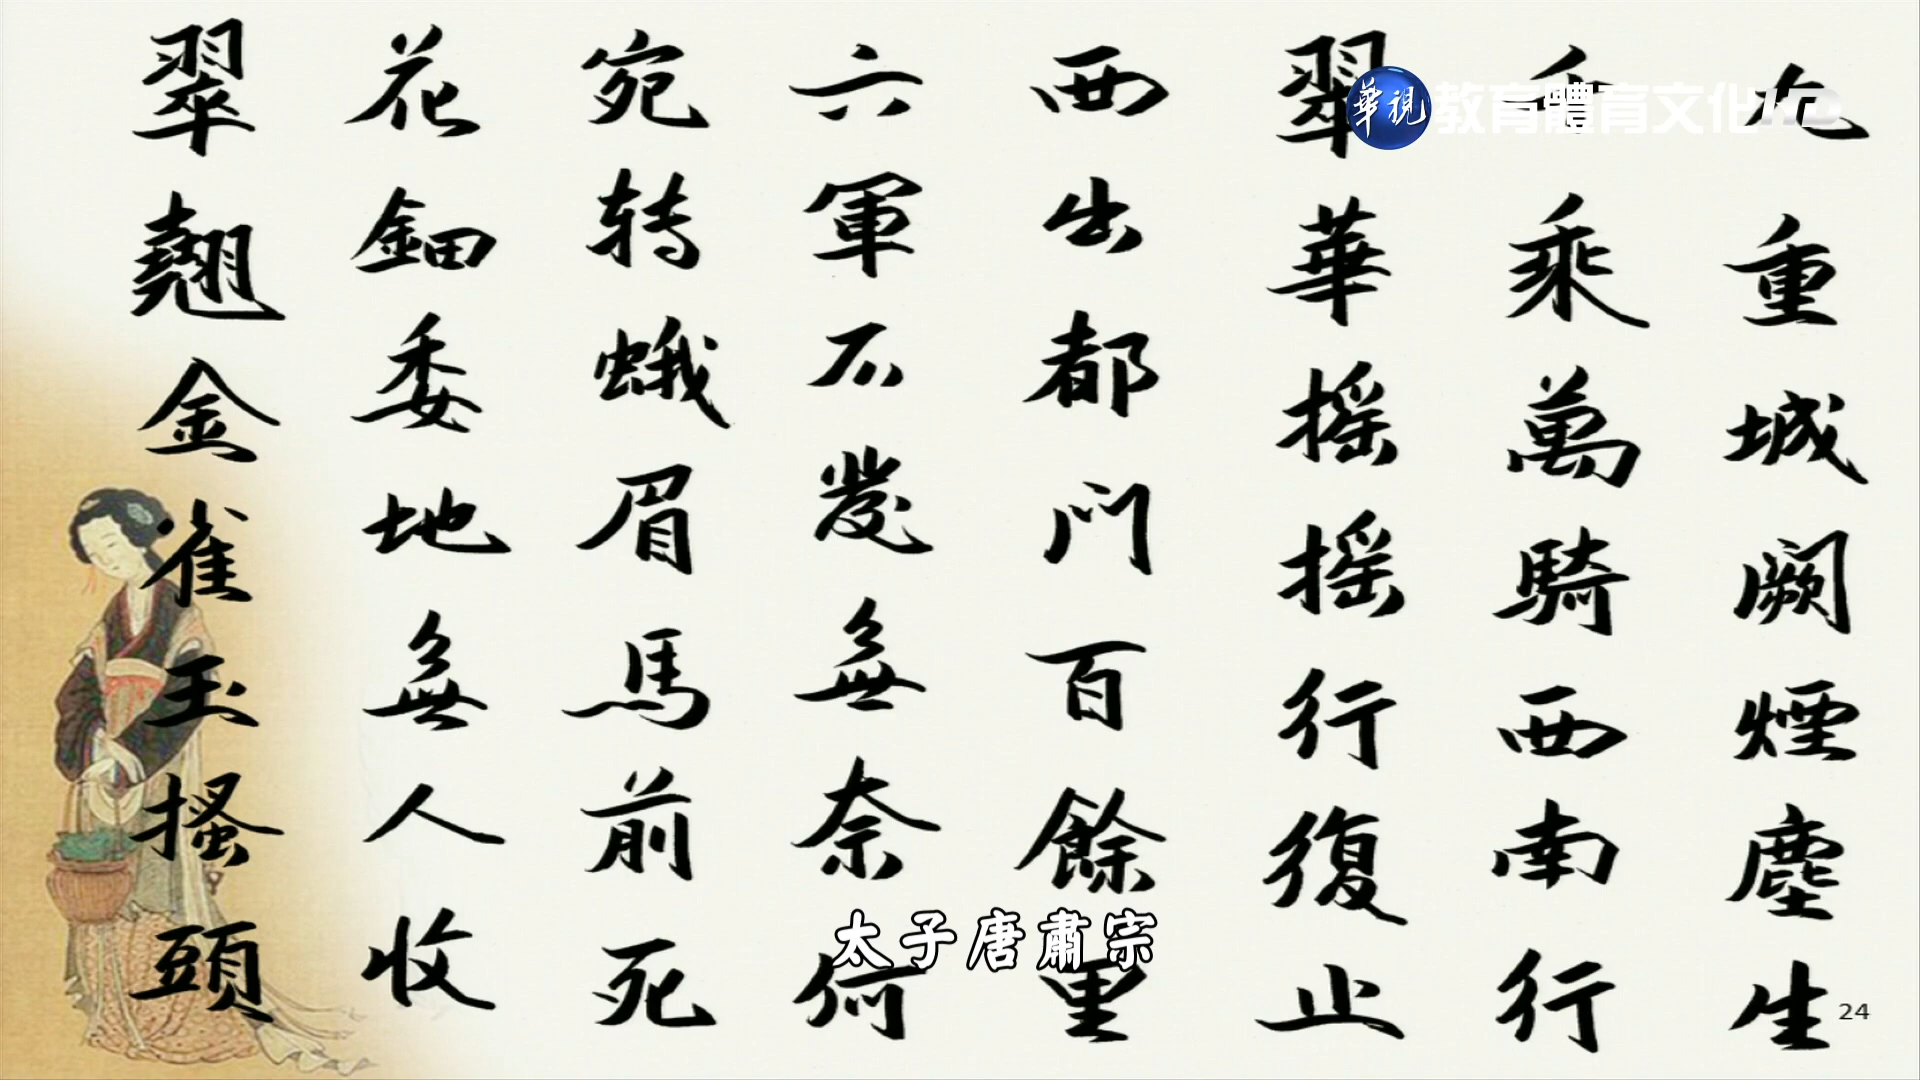 九重城闕煙塵生
千乘萬騎西南行
翠華搖搖行復止
西出都門百餘里
六軍不發無奈何
宛轉蛾眉馬前死
花鈿委地無人收
翠翹金雀玉搔頭
華視 教育體育文化HD
太子唐肅宗
24